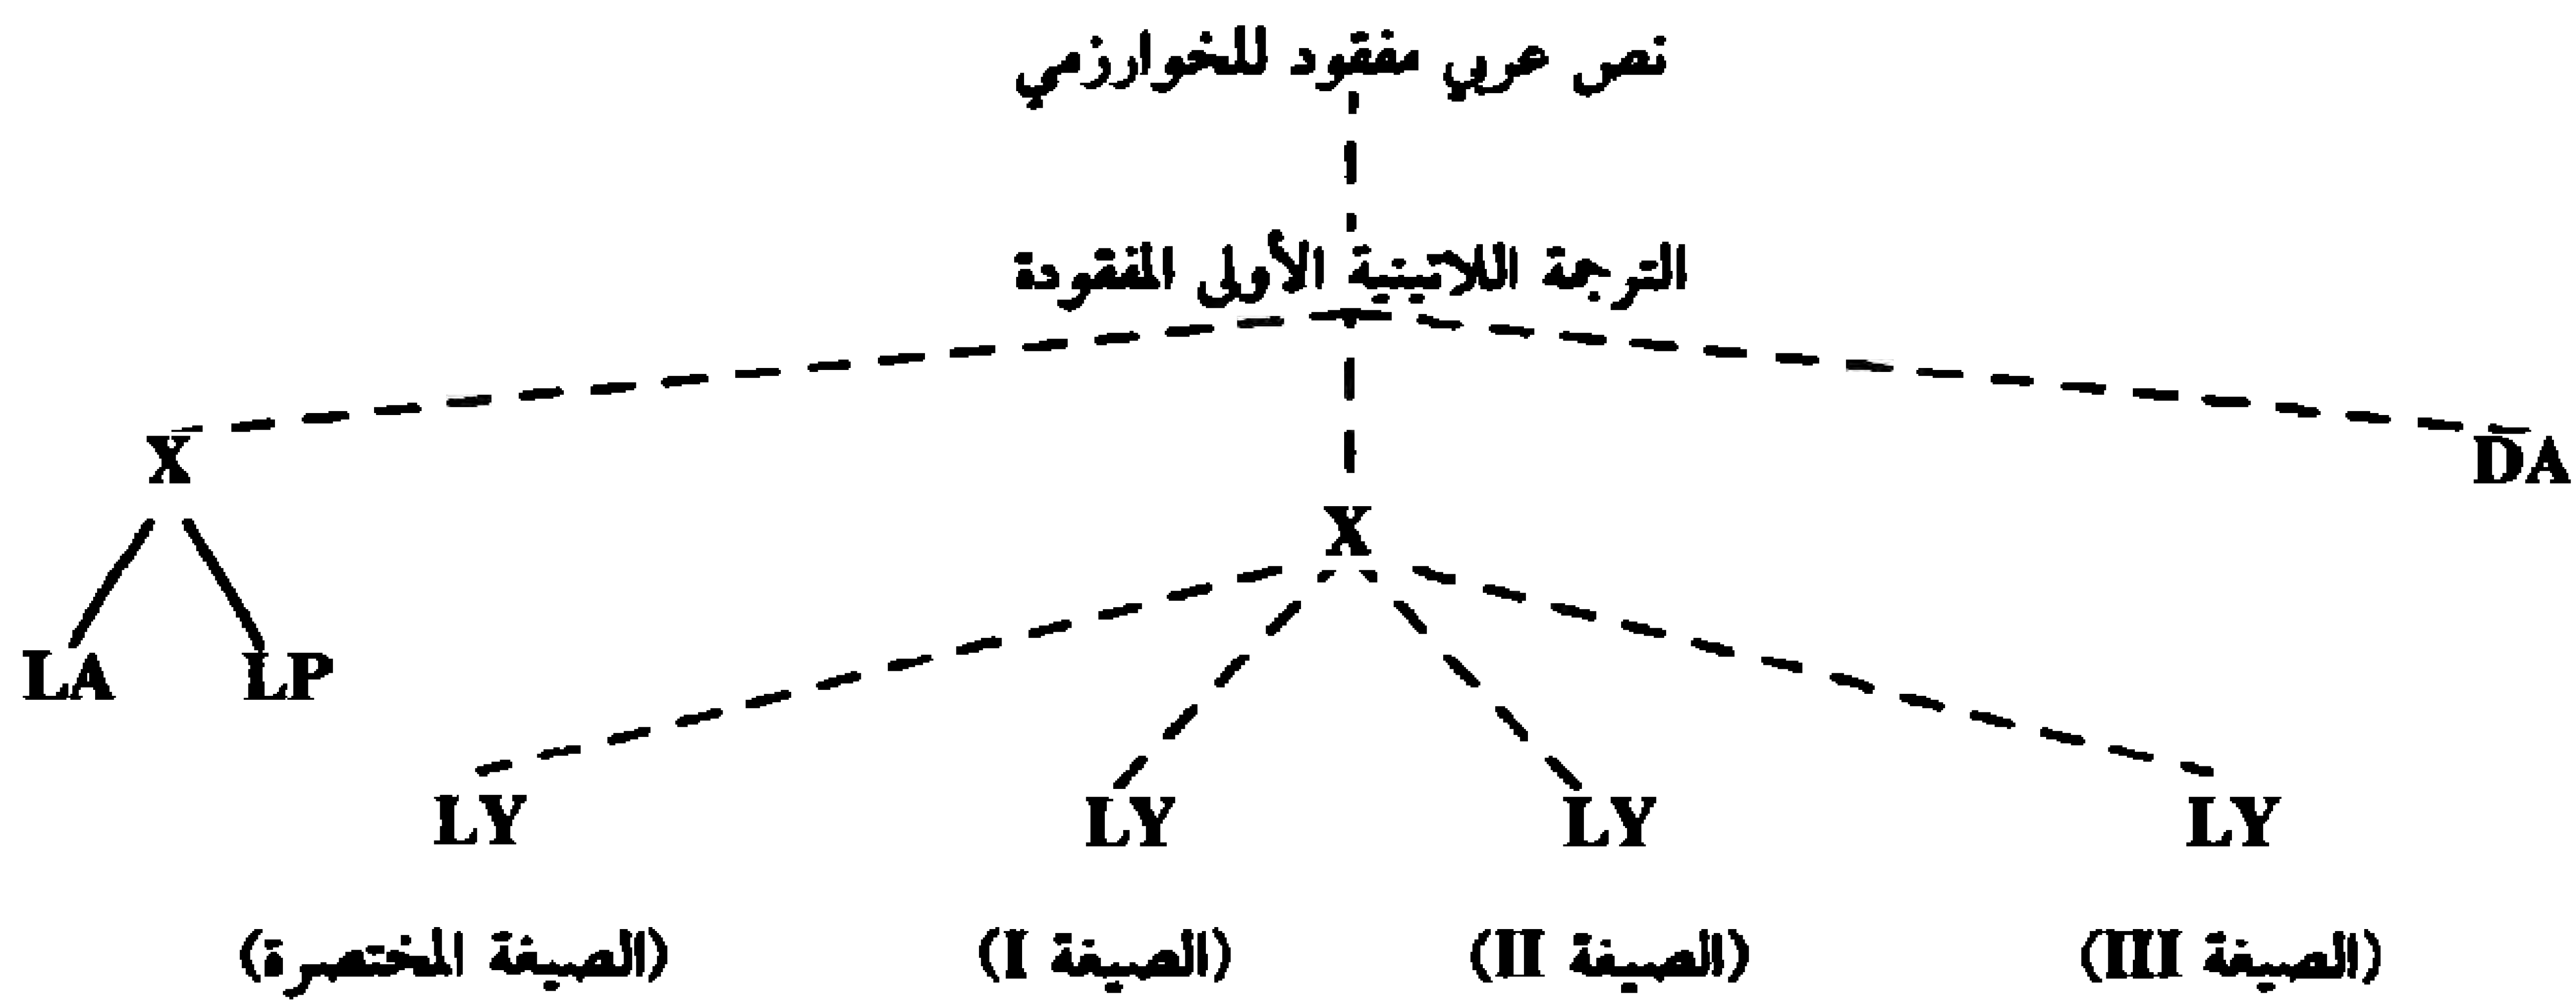 نص عربي مفقود للخوارزمي
الترجمة اللاتينية الأولى المفقودة
X
DA
X
LA LP
LY LY LY LY
(الصيغة المختصرة) (الصيغة I) (الصيغة II) (الصيغة III)